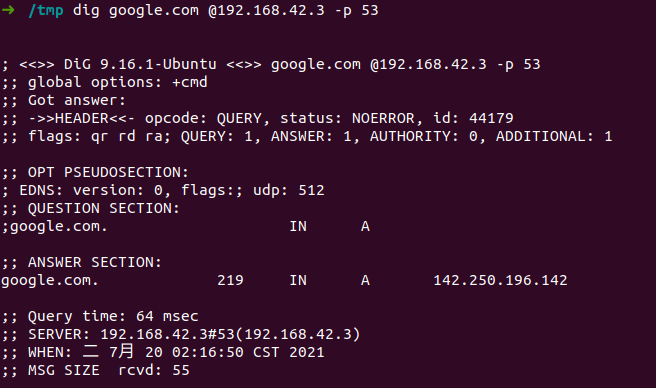 ➜ /tmp dig google.com @192.168.42.3 -p 53
; <<>> DiG 9.16.1-Ubuntu <<>> google.com @192.168.42.3 -p 53
;; global options: +cmd
;; Got answer:
;; ->>HEADER<<- opcode: QUERY, status: NOERROR, id: 44179
;; flags: qr rd ra; QUERY: 1, ANSWER: 1, AUTHORITY: 0, ADDITIONAL: 1
;; OPT PSEUDOSECTION:
; EDNS: version: 0, flags:; udp: 512
;; QUESTION SECTION:
;google.com. IN A
;; ANSWER SECTION:
google.com. 219 IN A 142.250.196.142
;; Query time: 64 msec
;; SERVER: 192.168.42.3#53(192.168.42.3)
;; WHEN: 二 7月 20 02:16:50 CST 2021
;; MSG SIZE rcvd: 55